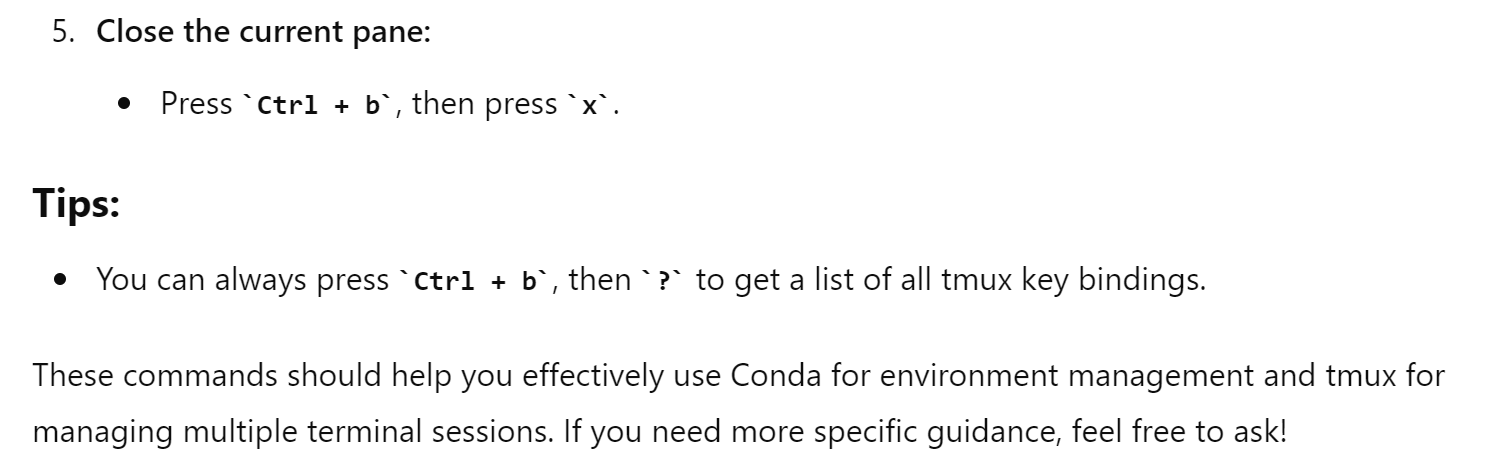 5. Close the current pane:
• Press `Ctrl + b`, then press `x`.
Tips:
• You can always press `Ctrl + b`, then `?` to get a list of all tmux key bindings.
These commands should help you effectively use Conda for environment management and tmux for
managing multiple terminal sessions. If you need more specific guidance, feel free to ask!